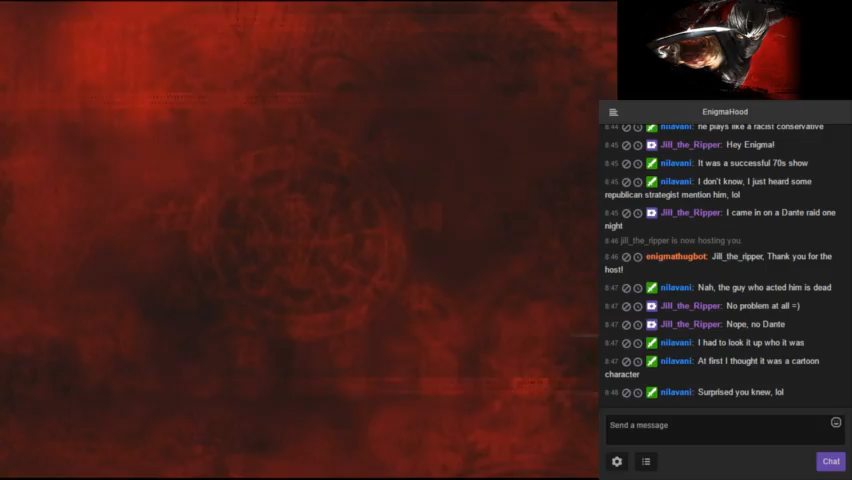 EnigmaHood
8:44 nilavani: he plays like a racist conservative
8:45 Jill_the_Ripper: Hey Enigma!
8:45 nilavani: It was a successful 70s show
8:45 nilavani: I don't know, I just heard some
republican strategist mention him, lol
8:45 Jill_the_Ripper: I came in on a Dante raid one
night
8:46 jill_the_ripper is now hosting you.
8:46 enigmathugbot: Jill_the_ripper, Thank you for the
host!
8:47 nilavani: Nah, the guy who acted him is dead
8:47 Jill_the_Ripper: No problem at all =)
8:47 Jill_the_Ripper: Nope, no Dante
8:47 nilavani: I had to look it up who it was
8:47 nilavani: At first I thought it was a cartoon
character
8:48 nilavani: Surprised you knew, lol
Send a message
Chat